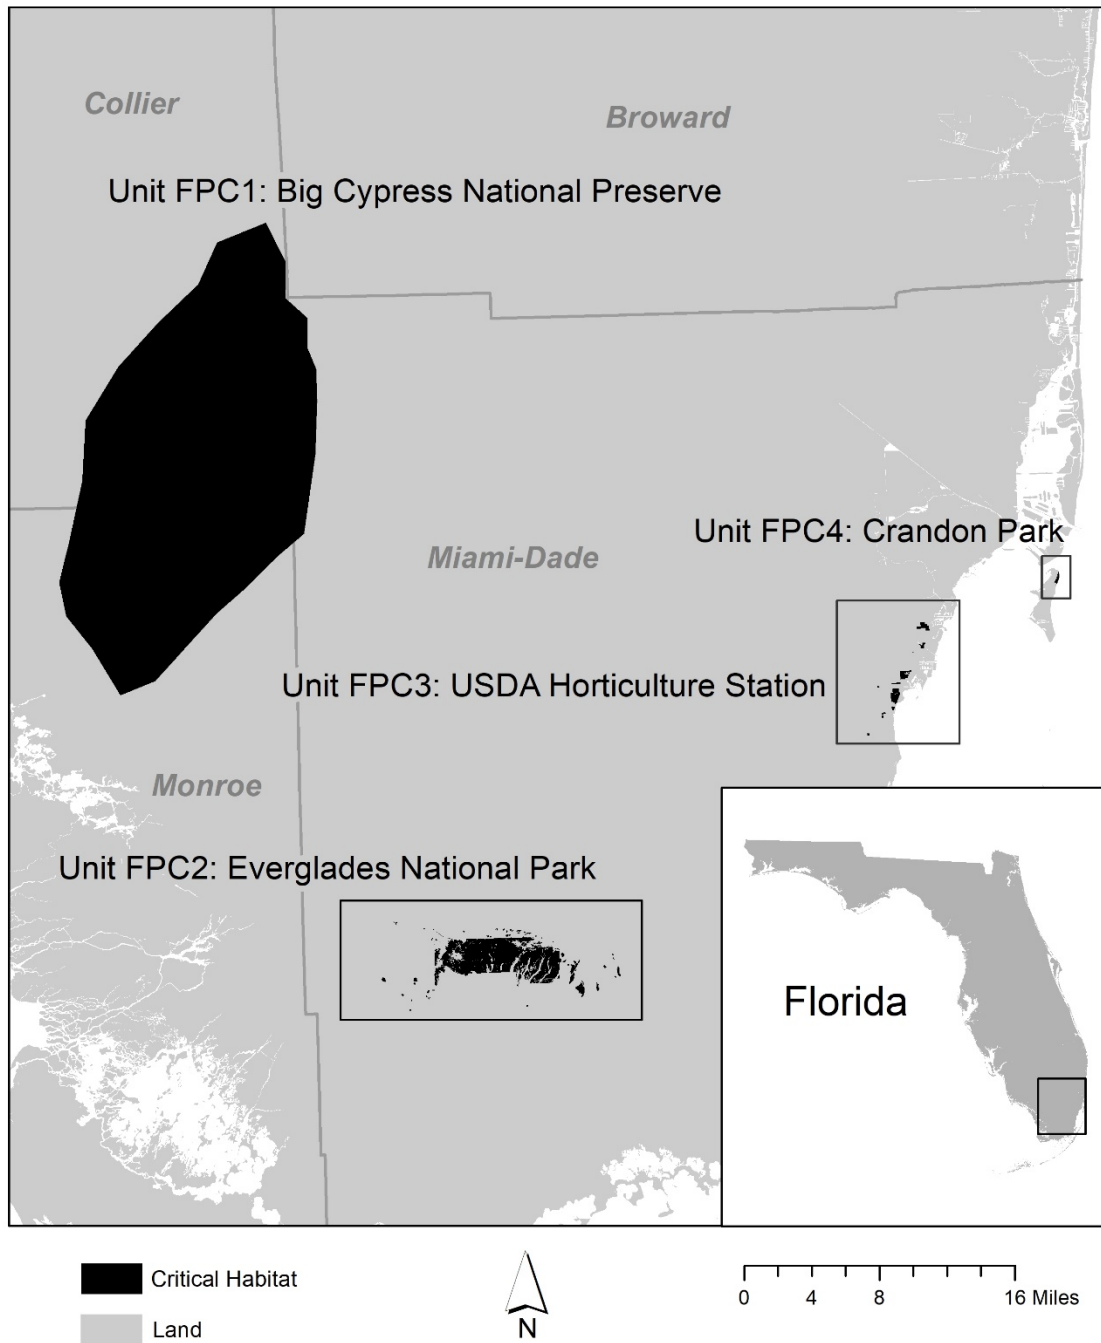 Collier
Broward
Unit FPC1: Big Cypress National Preserve
Unit FPC4: Crandon Park
Miami-Dade
Unit FPC3: USDA Horticulture Station
Monroe
Unit FPC2: Everglades National Park
Florida
Critical Habitat
Land
N
0 4 8 16 Miles